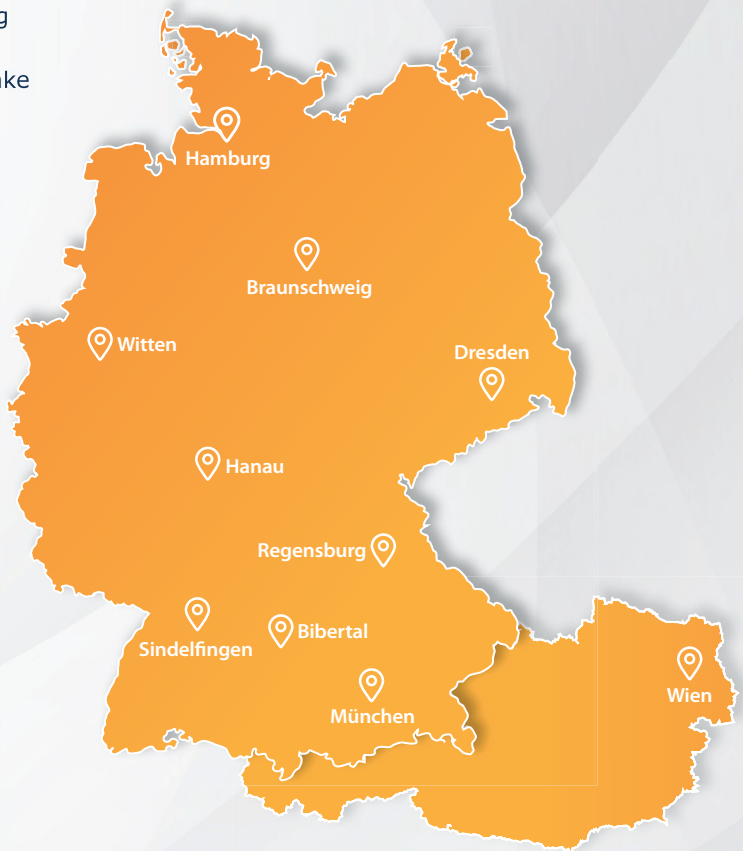 Hamburg
Braunschweig
Witten
Dresden
Hanau
Regensburg
Sindelfingen
Bibertal
München
Wien